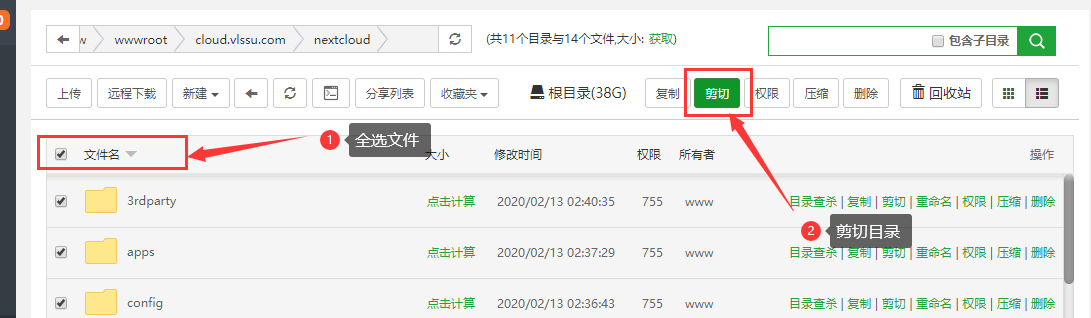 0
w wwwroot cloud.vlssu.com nextcloud (共11个目录与14个文件,大小: 获取) 包含子目录
上传 远程下载 新建 分享列表 收藏夹 根目录(38G) 复制 剪切 权限 压缩 删除 回收站
1 全选文件
文件名 大小 修改时间 权限 所有者 操作
3rdparty 点击计算 2020/02/13 02:40:35 755 www 目录查杀 | 复制 | 剪切 | 重命名 | 权限 | 压缩 | 删除
2 剪切目录
apps 点击计算 2020/02/13 02:37:29 755 www 目录查杀 | 复制 | 剪切 | 重命名 | 权限 | 压缩 | 删除
config 点击计算 2020/02/13 02:36:43 755 www 目录查杀 | 复制 | 剪切 | 重命名 | 权限 | 压缩 | 删除